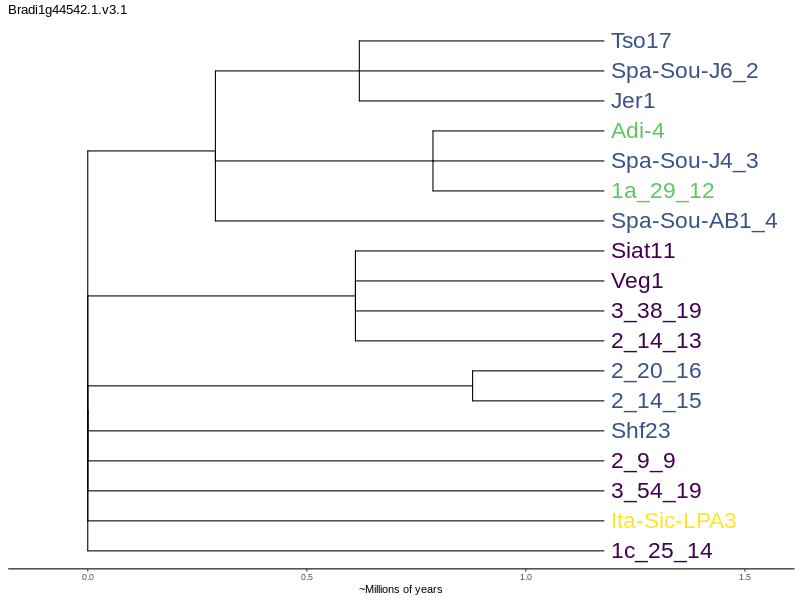 Bradi1g44542.1.v3.1
Tso17
Spa-Sou-J6_2
Jer1
Adi-4
Spa-Sou-J4_3
1a_29_12
Spa-Sou-AB1_4
Siat11
Veg1
3_38_19
2_14_13
2_20_16
2_14_15
Shf23
2_9_9
3_54_19
Ita-Sic-LPA3
1c_25_14
0.0 0.5 1.0 1.5
~Millions of years